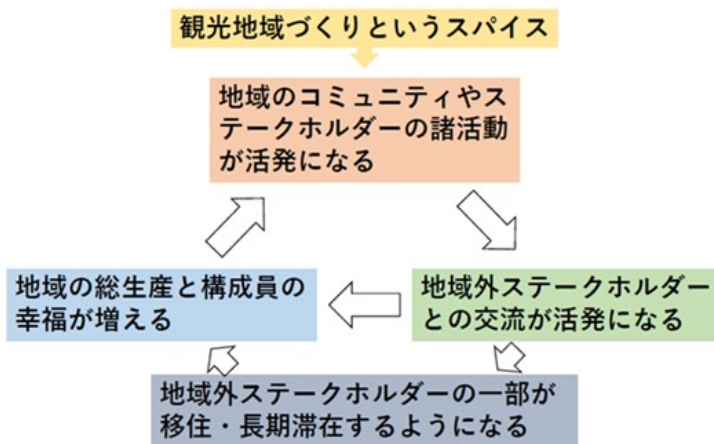 観光地域づくりというスパイス
地域のコミュニティやス
テークホルダーの諸活動
が活発になる
地域の総生産と構成員の
幸福が増える
地域外ステークホルダー
との交流が活発になる
地域外ステークホルダーの一部が
移住・長期滞在するようになる